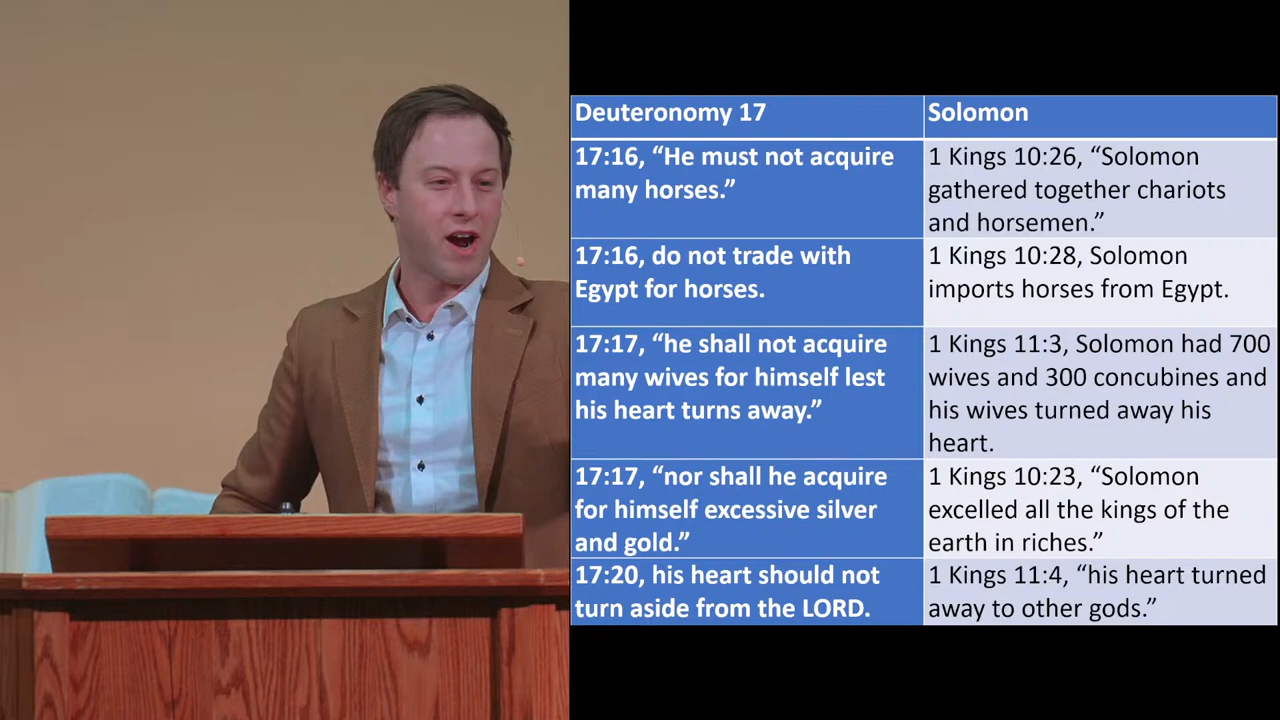 Deuteronomy 17
Solomon
17:16, “He must not acquire
many horses.”
1 Kings 10:26, “Solomon
gathered together chariots
and horsemen.”
17:16, do not trade with
Egypt for horses.
1 Kings 10:28, Solomon
imports horses from Egypt.
17:17, “he shall not acquire
many wives for himself lest
his heart turns away.”
1 Kings 11:3, Solomon had 700
wives and 300 concubines and
his wives turned away his
heart.
17:17, “nor shall he acquire
for himself excessive silver
and gold.”
1 Kings 10:23, “Solomon
excelled all the kings of the
earth in riches.”
17:20, his heart should not
turn aside from the LORD.
1 Kings 11:4, “his heart turned
away to other gods.”